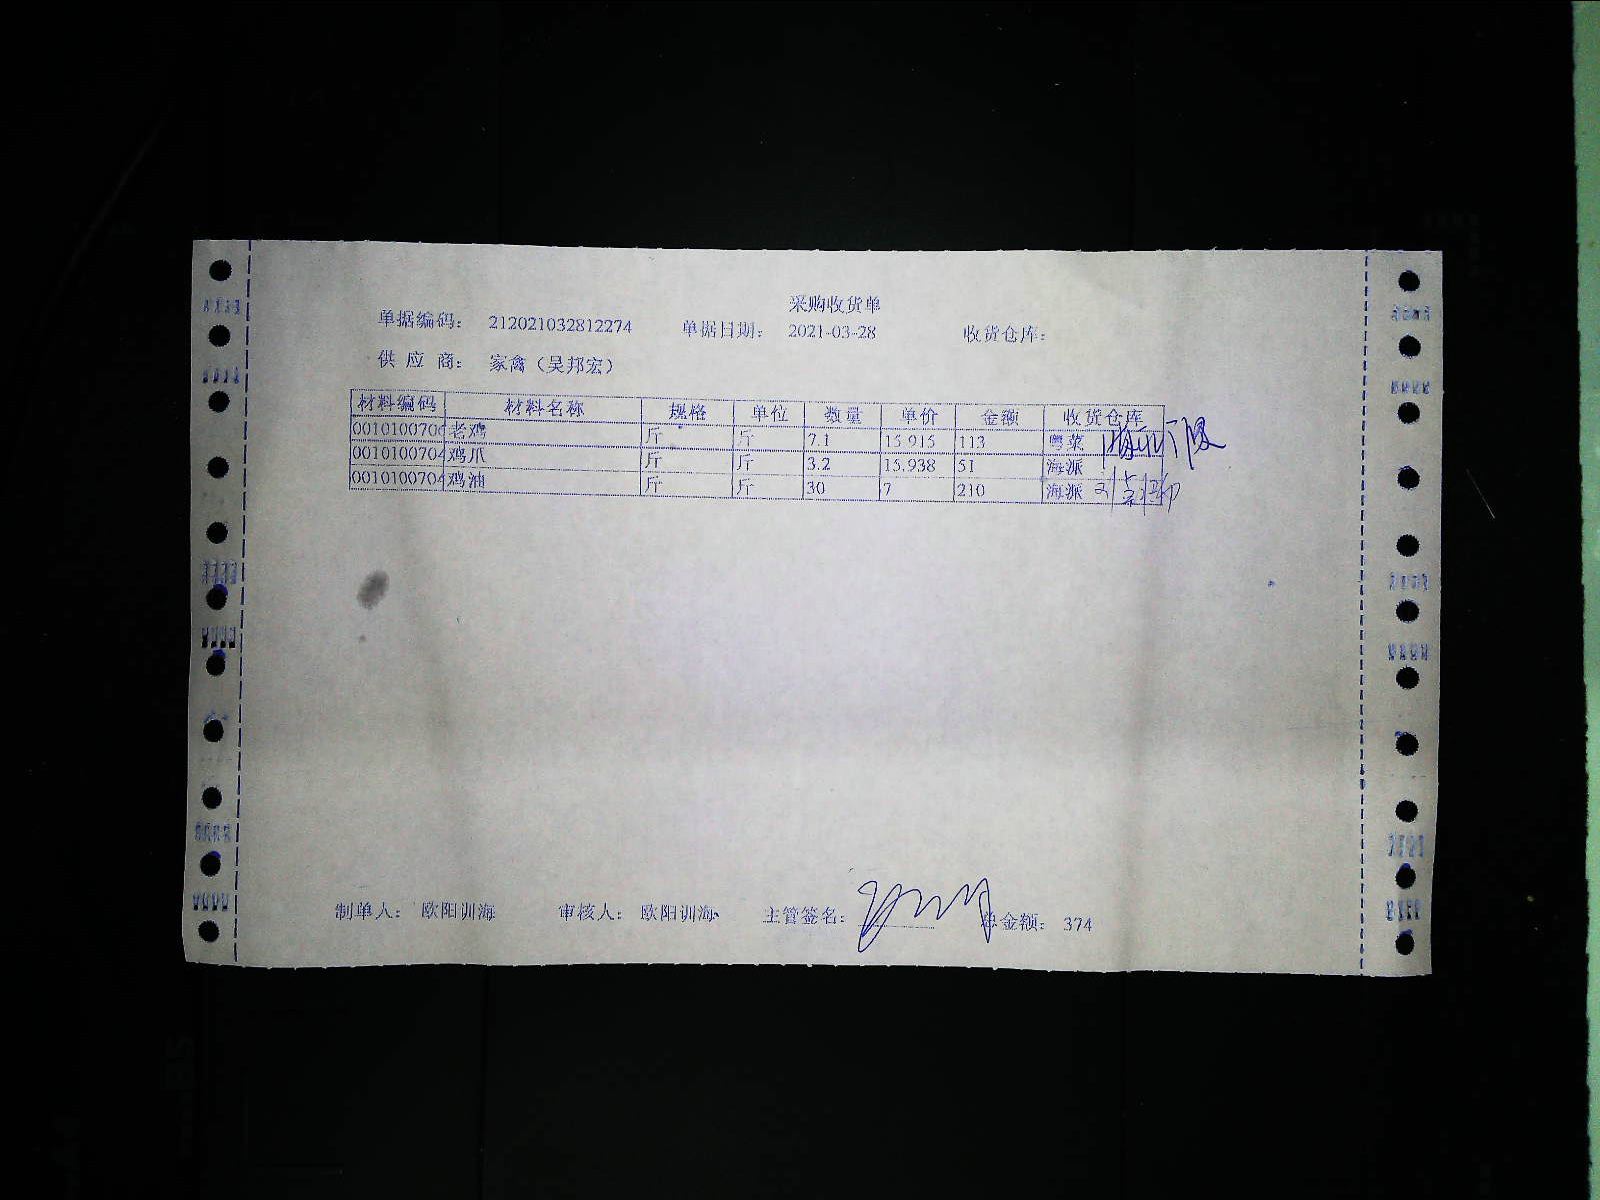 采购收货单
单据编码： 212021032812274 单据日期： 2021-03-28 收货仓库：
供 应 商： 家禽（吴邦宏）
材料编码 材料名称 规格 单位 数量 单价 金额 收货仓库
0010100700 老鸡 斤 斤 7.1 15.915 113 粤菜
001010070 鸡爪 斤 斤 3.2 15.938 51 海派
001010070 鸡油 斤 斤 30 7 210 海派
制单人： 欧阳训海 审核人： 欧阳训海 主管签名： 总金额： 374